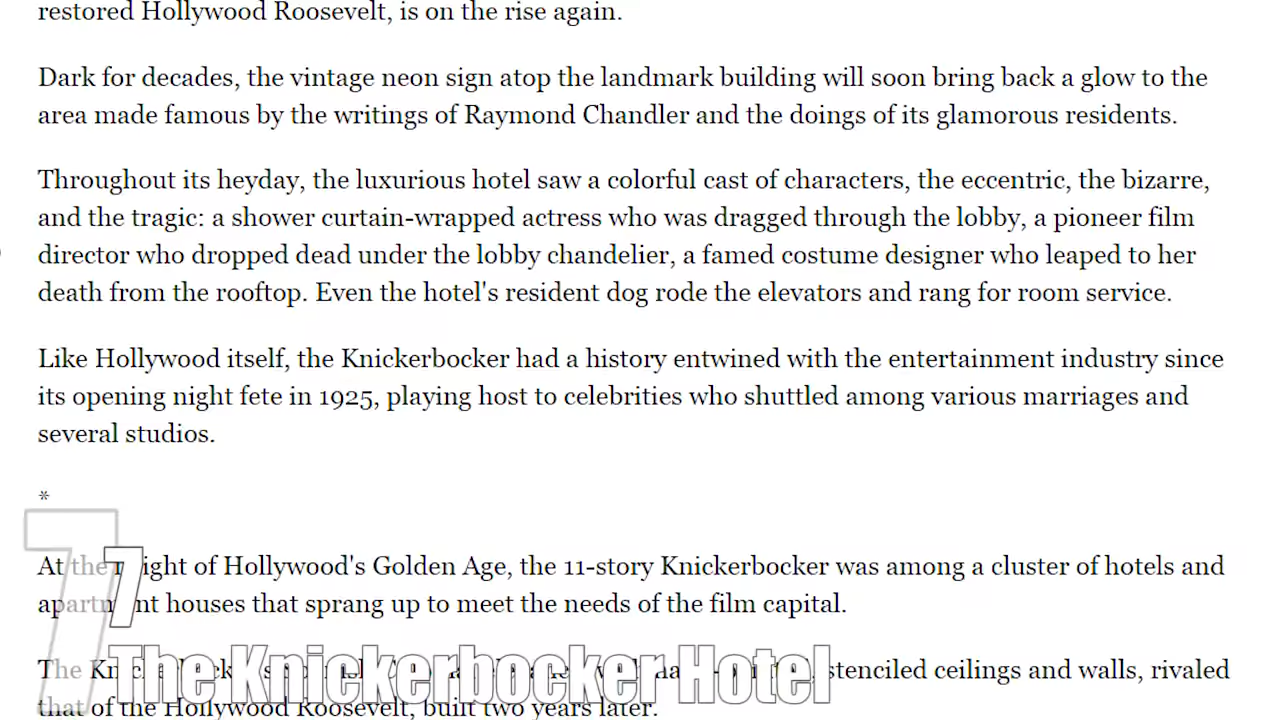 restored Hollywood Roosevelt, is on the rise again.
Dark for decades, the vintage neon sign atop the landmark building will soon bring back a glow to the
area made famous by the writings of Raymond Chandler and the doings of its glamorous residents.
Throughout its heyday, the luxurious hotel saw a colorful cast of characters, the eccentric, the bizarre,
and the tragic: a shower curtain-wrapped actress who was dragged through the lobby, a pioneer film
director who dropped dead under the lobby chandelier, a famed costume designer who leaped to her
death from the rooftop. Even the hotel's resident dog rode the elevators and rang for room service.
Like Hollywood itself, the Knickerbocker had a history entwined with the entertainment industry since
its opening night fete in 1925, playing host to celebrities who shuttled among various marriages and
several studios.
*
At the of Hollywood's Golden Age, the 11-story Knickerbocker was among a cluster of hotels and
houses that sprang up to meet the needs of the film capital.
The stenciled ceilings and walls, rivaled
that of the Hollywood Roosevelt, built two years later.
7
7
The Knickerbocker Hotel